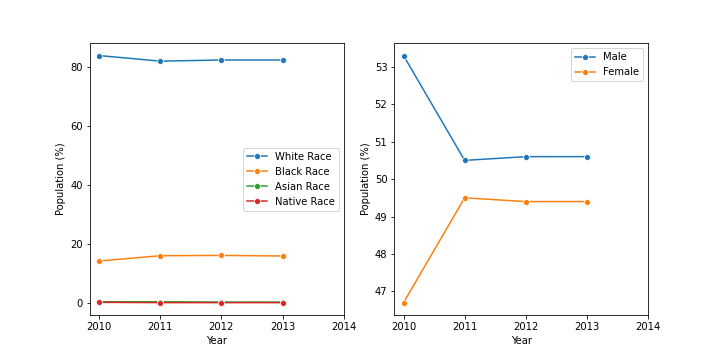 80
60
40
20
0
Population (%)
2010 2011 2012 2013 2014
Year
White Race
Black Race
Asian Race
Native Race
53
52
51
50
49
48
47
Population (%)
2010 2011 2012 2013 2014
Year
Male
Female